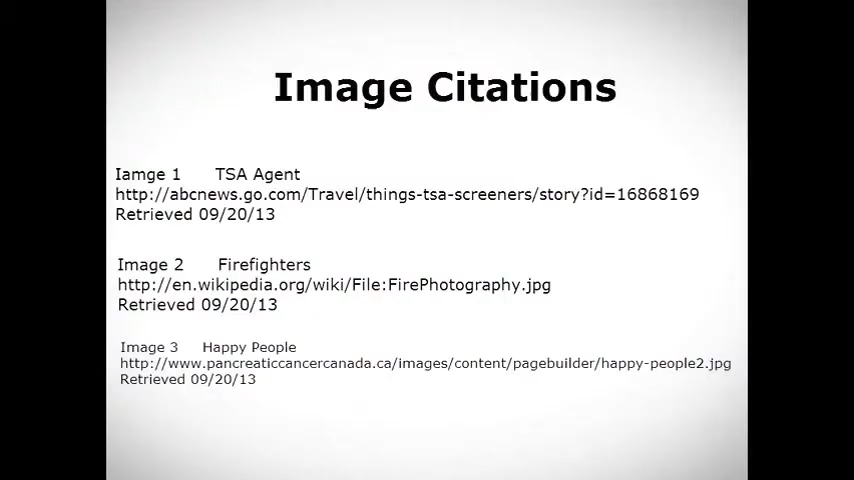 Image Citations
Iamge 1 TSA Agent
http://abcnews.go.com/Travel/things-tsa-screeners/story?id=16868169
Retrieved 09/20/13
Image 2 Firefighters
http://en.wikipedia.org/wiki/File:FirePhotography.jpg
Retrieved 09/20/13
Image 3 Happy People
http://www.pancreaticcancercanada.ca/images/content/pagebuilder/happy-people2.jpg
Retrieved 09/20/13